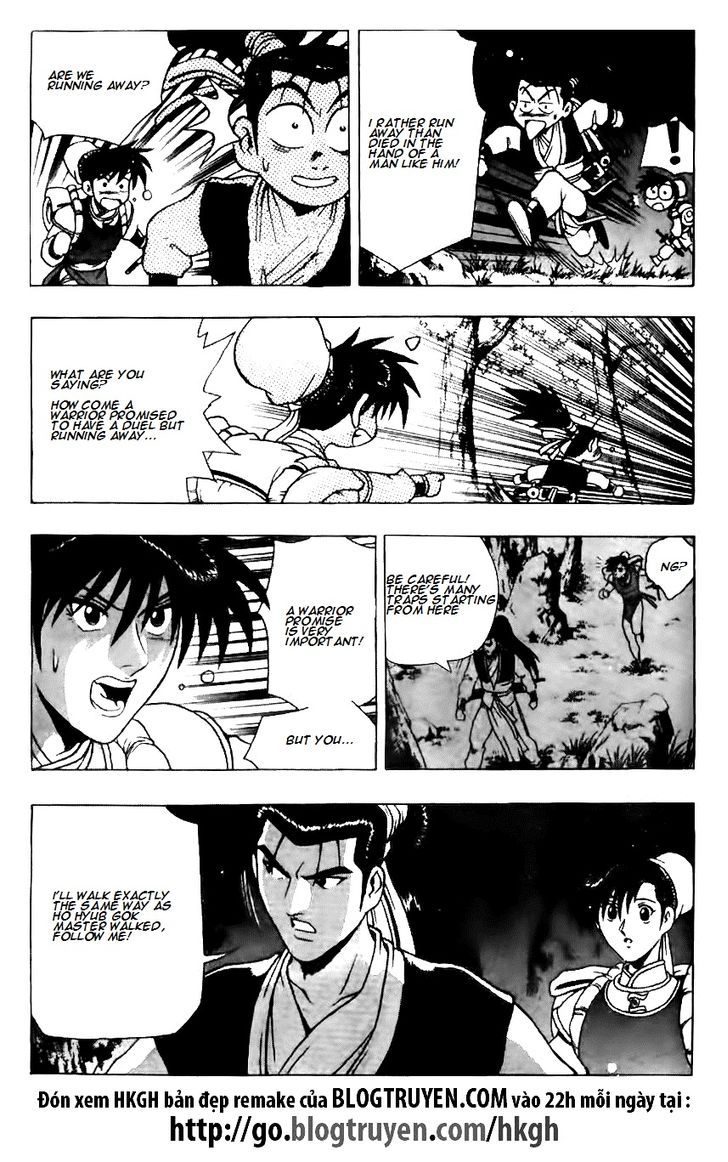 ARE WE
RUNNING AWAY?
I RATHER RUN
AWAY THAN
DIED IN THE
HAND OF A
MAN LIKE HIM!
!
WHAT ARE YOU
SAYING?
HOW COME A
WARRIOR PROMISED
TO HAVE A DUEL BUT
RUNNING AWAY...
A WARRIOR
PROMISE
IS VERY
IMPORTANT!
BUT YOU...
BE CAREFUL!
THERE'S MANY
TRAPS STARTING
FROM HERE
NG?
I'LL WALK EXACTLY
THE SAME WAY AS
HO HYUB GOK
MASTER WALKED,
FOLLOW ME!
Đón xem HKGH bản đẹp remake của BLOGTRUYEN.COM vào 22h mỗi ngày tại :
http://go.blogtruyen.com/hkgh